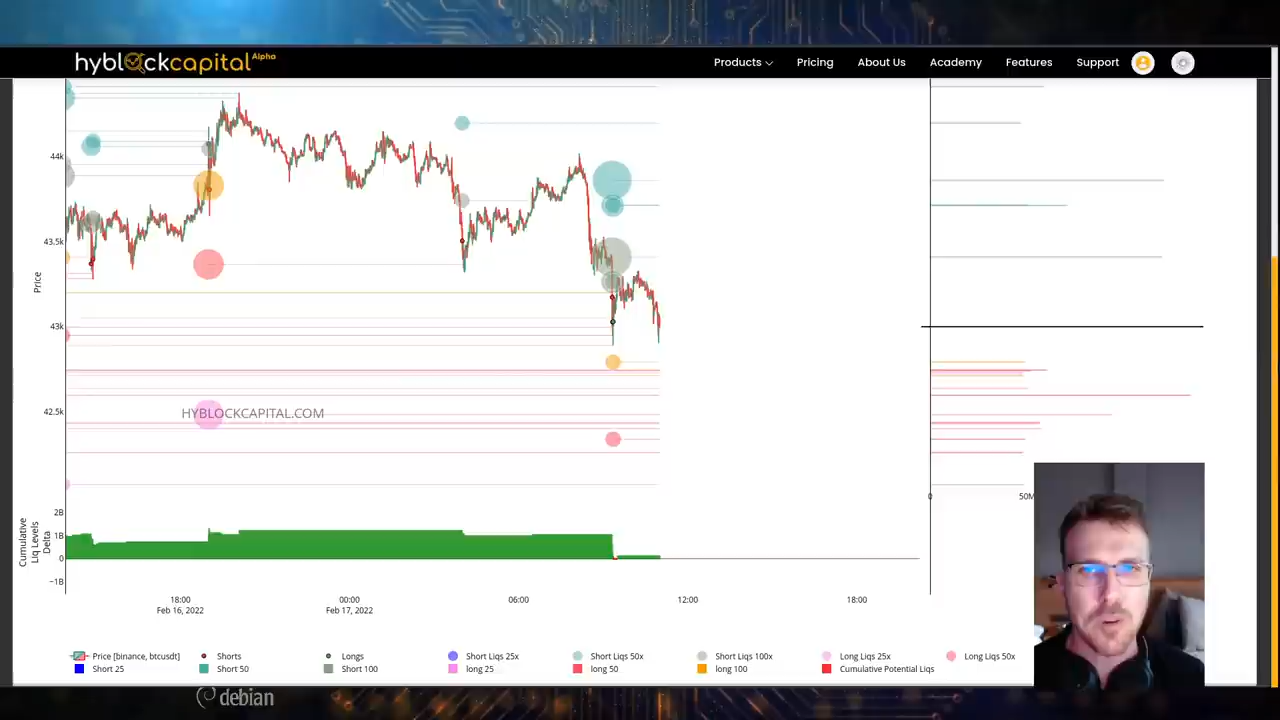 hyblockcapital Alpha
Products Pricing About Us Academy Features Support
44k
43.5k
43k
42.5k
Price
HYBLOCKCAPITAL.COM
0 50M
Cumulative
Liq Levels
Delta
2B
1B
0
−1B
18:00 00:00 06:00 12:00 18:00
Feb 16, 2022 Feb 17, 2022
Price [binance, btcusdt] Shorts Longs Short Liqs 25x Short Liqs 50x Short Liqs 100x Long Liqs 25x Long Liqs 50x
Short 25 Short 50 Short 100 long 25 long 50 long 100 Cumulative Potential Liqs
debian